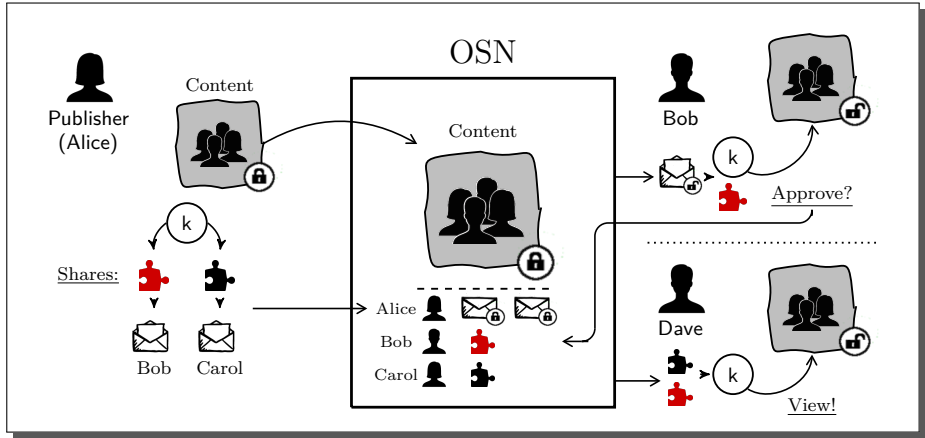 OSN
Publisher
(Alice)
Content
k
Shares:
Bob
Carol
Content
Alice
Bob
Carol
Bob
k
Approve?
Dave
k
View!